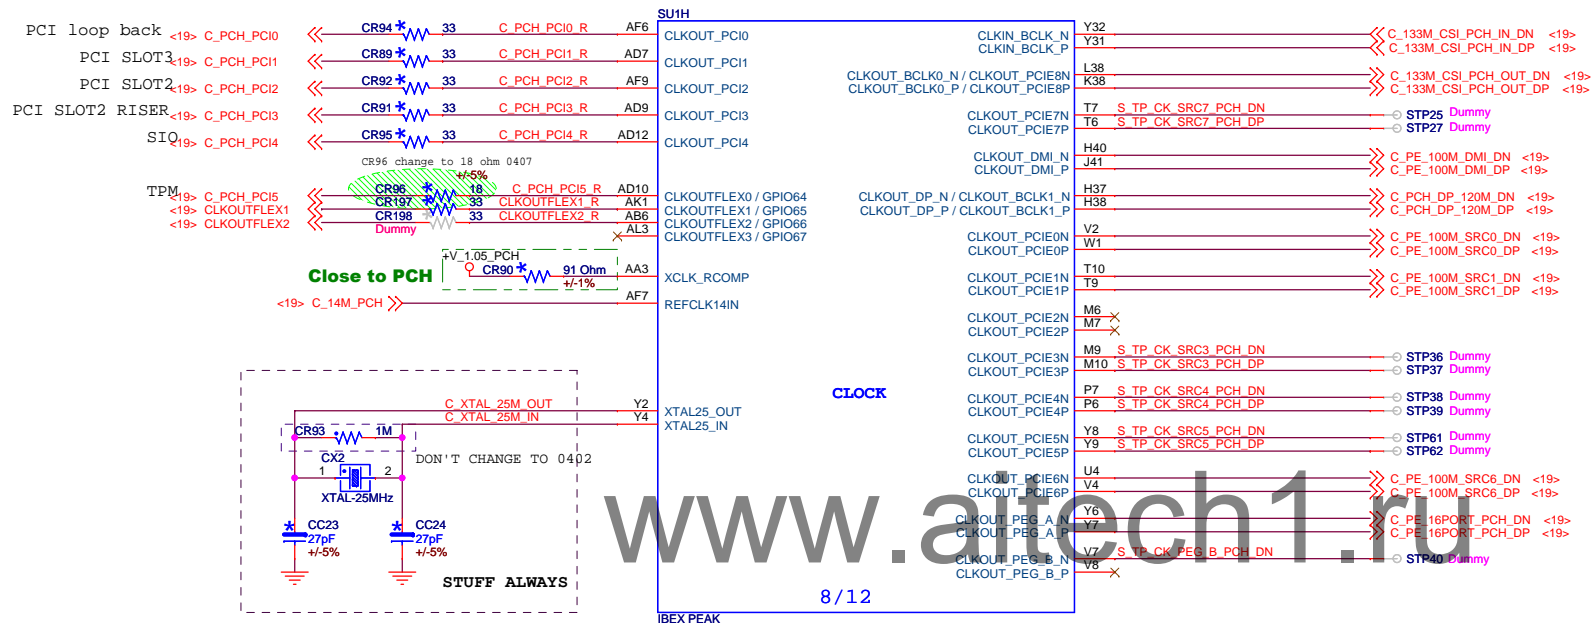 SU1H
PCI loop back <19> C_PCH_PCI0 CR94 * 33 C_PCH_PCI0_R AF6 CLKOUT_PCI0
PCI SLOT3 <19> C_PCH_PCI1 CR89 * 33 C_PCH_PCI1_R AD7 CLKOUT_PCI1
PCI SLOT2 <19> C_PCH_PCI2 CR92 * 33 C_PCH_PCI2_R AF9 CLKOUT_PCI2
PCI SLOT2 RISER <19> C_PCH_PCI3 CR91 * 33 C_PCH_PCI3_R AD9 CLKOUT_PCI3
SIO <19> C_PCH_PCI4 CR95 * 33 C_PCH_PCI4_R AD12 CLKOUT_PCI4
CR96 change to 18 ohm 0407
+/-5%
TPM <19> C_PCH_PCI5 CR96 * 18 C_PCH_PCI5_R AD10 CLKOUTFLEX0 / GPIO64
<19> CLKOUTFLEX1 CR197 * 33 CLKOUTFLEX1_R AK1 CLKOUTFLEX1 / GPIO65
<19> CLKOUTFLEX2 CR198 33 CLKOUTFLEX2_R AB6 CLKOUTFLEX2 / GPIO66
Dummy
AL3 CLKOUTFLEX3 / GPIO67
+V_1.05_PCH
Close to PCH CR90 * 91 Ohm AA3 XCLK_RCOMP
+/-1%
<19> C_14M_PCH AF7 REFCLK14IN
C_XTAL_25M_OUT Y2 XTAL25_OUT
C_XTAL_25M_IN Y4 XTAL25_IN
CR93 1M
DON'T CHANGE TO 0402
CX2
1 2
XTAL-25MHz
* CC23 * CC24
27pF 27pF
+/-5% +/-5%
STUFF ALWAYS
CLOCK
8/12
IBEX PEAK
CLKIN_BCLK_N Y32 C_133M_CSI_PCH_IN_DN <19>
CLKIN_BCLK_P Y31 C_133M_CSI_PCH_IN_DP <19>
CLKOUT_BCLK0_N / CLKOUT_PCIE8N L38 C_133M_CSI_PCH_OUT_DN <19>
CLKOUT_BCLK0_P / CLKOUT_PCIE8P K38 C_133M_CSI_PCH_OUT_DP <19>
CLKOUT_PCIE7N T7 S_TP_CK_SRC7_PCH_DN STP25 Dummy
CLKOUT_PCIE7P T6 S_TP_CK_SRC7_PCH_DP STP27 Dummy
CLKOUT_DMI_N H40 C_PE_100M_DMI_DN <19>
CLKOUT_DMI_P J41 C_PE_100M_DMI_DP <19>
CLKOUT_DP_N / CLKOUT_BCLK1_N H37 C_PCH_DP_120M_DN <19>
CLKOUT_DP_P / CLKOUT_BCLK1_P H38 C_PCH_DP_120M_DP <19>
CLKOUT_PCIE0N V2 C_PE_100M_SRC0_DN <19>
CLKOUT_PCIE0P W1 C_PE_100M_SRC0_DP <19>
CLKOUT_PCIE1N T10 C_PE_100M_SRC1_DN <19>
CLKOUT_PCIE1P T9 C_PE_100M_SRC1_DP <19>
CLKOUT_PCIE2N M6
CLKOUT_PCIE2P M7
CLKOUT_PCIE3N M9 S_TP_CK_SRC3_PCH_DN STP36 Dummy
CLKOUT_PCIE3P M10 S_TP_CK_SRC3_PCH_DP STP37 Dummy
CLKOUT_PCIE4N P7 S_TP_CK_SRC4_PCH_DN STP38 Dummy
CLKOUT_PCIE4P P6 S_TP_CK_SRC4_PCH_DP STP39 Dummy
CLKOUT_PCIE5N Y8 S_TP_CK_SRC5_PCH_DN STP61 Dummy
CLKOUT_PCIE5P Y9 S_TP_CK_SRC5_PCH_DP STP62 Dummy
CLKOUT_PCIE6N U4 C_PE_100M_SRC6_DN <19>
CLKOUT_PCIE6P V4 C_PE_100M_SRC6_DP <19>
CLKOUT_PEG_A_N Y6 C_PE_16PORT_PCH_DN <19>
CLKOUT_PEG_A_P Y7 C_PE_16PORT_PCH_DP <19>
CLKOUT_PEG_B_N V7 S_TP_CK_PEG_B_PCH_DN STP40 Dummy
CLKOUT_PEG_B_P V8
www.aitech1.ru